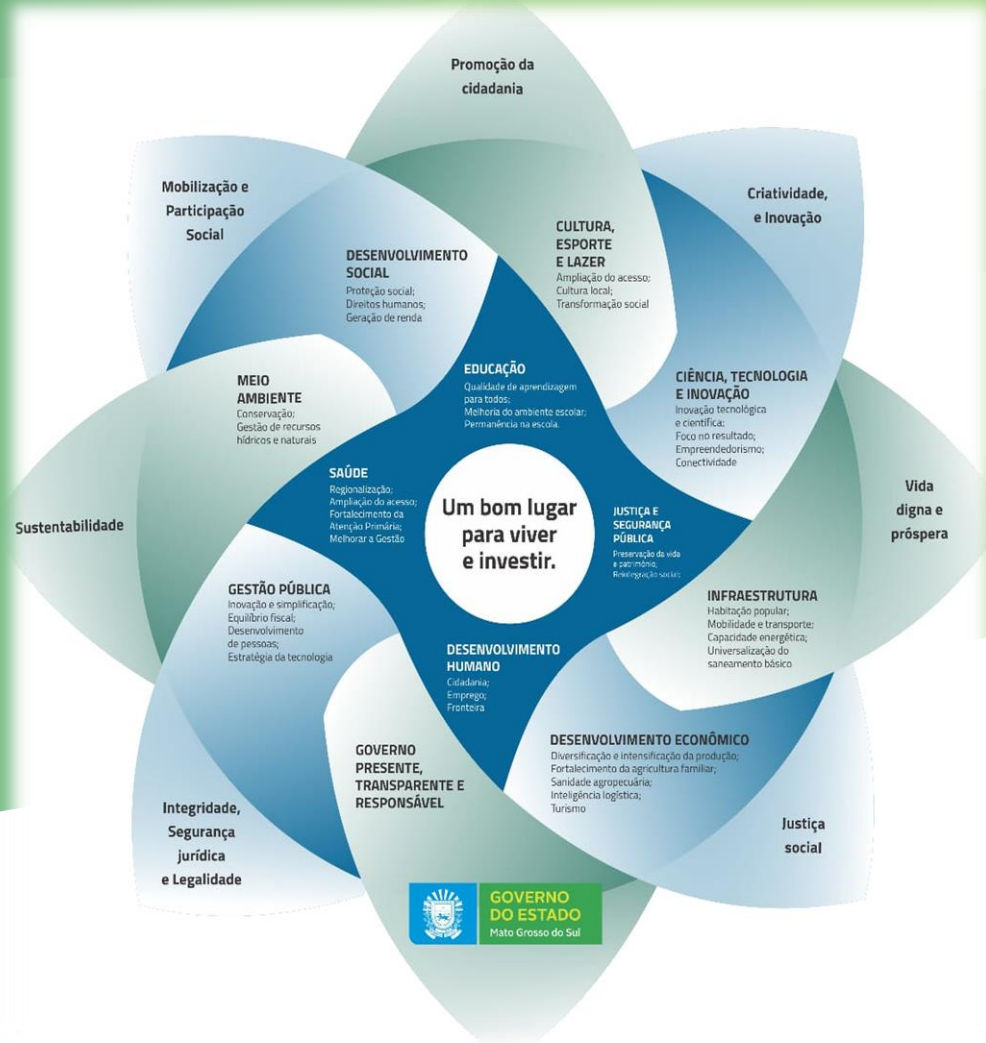 Promoção da
cidadania
Mobilização e
Participação
Social
Criatividade,
e Inovação
CULTURA,
ESPORTE
E LAZER
Ampliação do acesso;
Cultura local;
Transformação social
DESENVOLVIMENTO
SOCIAL
Proteção social;
Direitos humanos;
Geração de renda
EDUCAÇÃO
Qualidade de aprendizagem
para todos;
Melhoria do ambiente escolar;
Permanência na escola.
CIÊNCIA, TECNOLOGIA
E INOVAÇÃO
Inovação tecnológica
e científica;
Foco no resultado;
Empreendedorismo;
Conectividade
MEIO
AMBIENTE
Conservação;
Gestão de recursos
hídricos e naturais
SAÚDE
Regionalização;
Ampliação do acesso;
Fortalecimento da
Atenção Primária;
Melhorar a Gestão
Um bom lugar
para viver
e investir.
JUSTIÇA E
SEGURANÇA
PÚBLICA
Preservação da vida
e patrimônio;
Reintegração social;
Vida
digna e
próspera
Sustentabilidade
GESTÃO PÚBLICA
Inovação e simplificação;
Equilíbrio fiscal;
Desenvolvimento
de pessoas;
Estratégia da tecnologia
INFRAESTRUTURA
Habitação popular;
Mobilidade e transporte;
Capacidade energética;
Universalização do
saneamento básico
DESENVOLVIMENTO
HUMANO
Cidadania;
Emprego;
Fronteira
GOVERNO
PRESENTE,
TRANSPARENTE E
RESPONSÁVEL
DESENVOLVIMENTO ECONÔMICO
Diversificação e intensificação da produção;
Fortalecimento da agricultura familiar;
Sanidade agropecuária;
Inteligência logística;
Turismo
Integridade,
Segurança
jurídica
e Legalidade
Justiça
social
GOVERNO
DO ESTADO
Mato Grosso do Sul